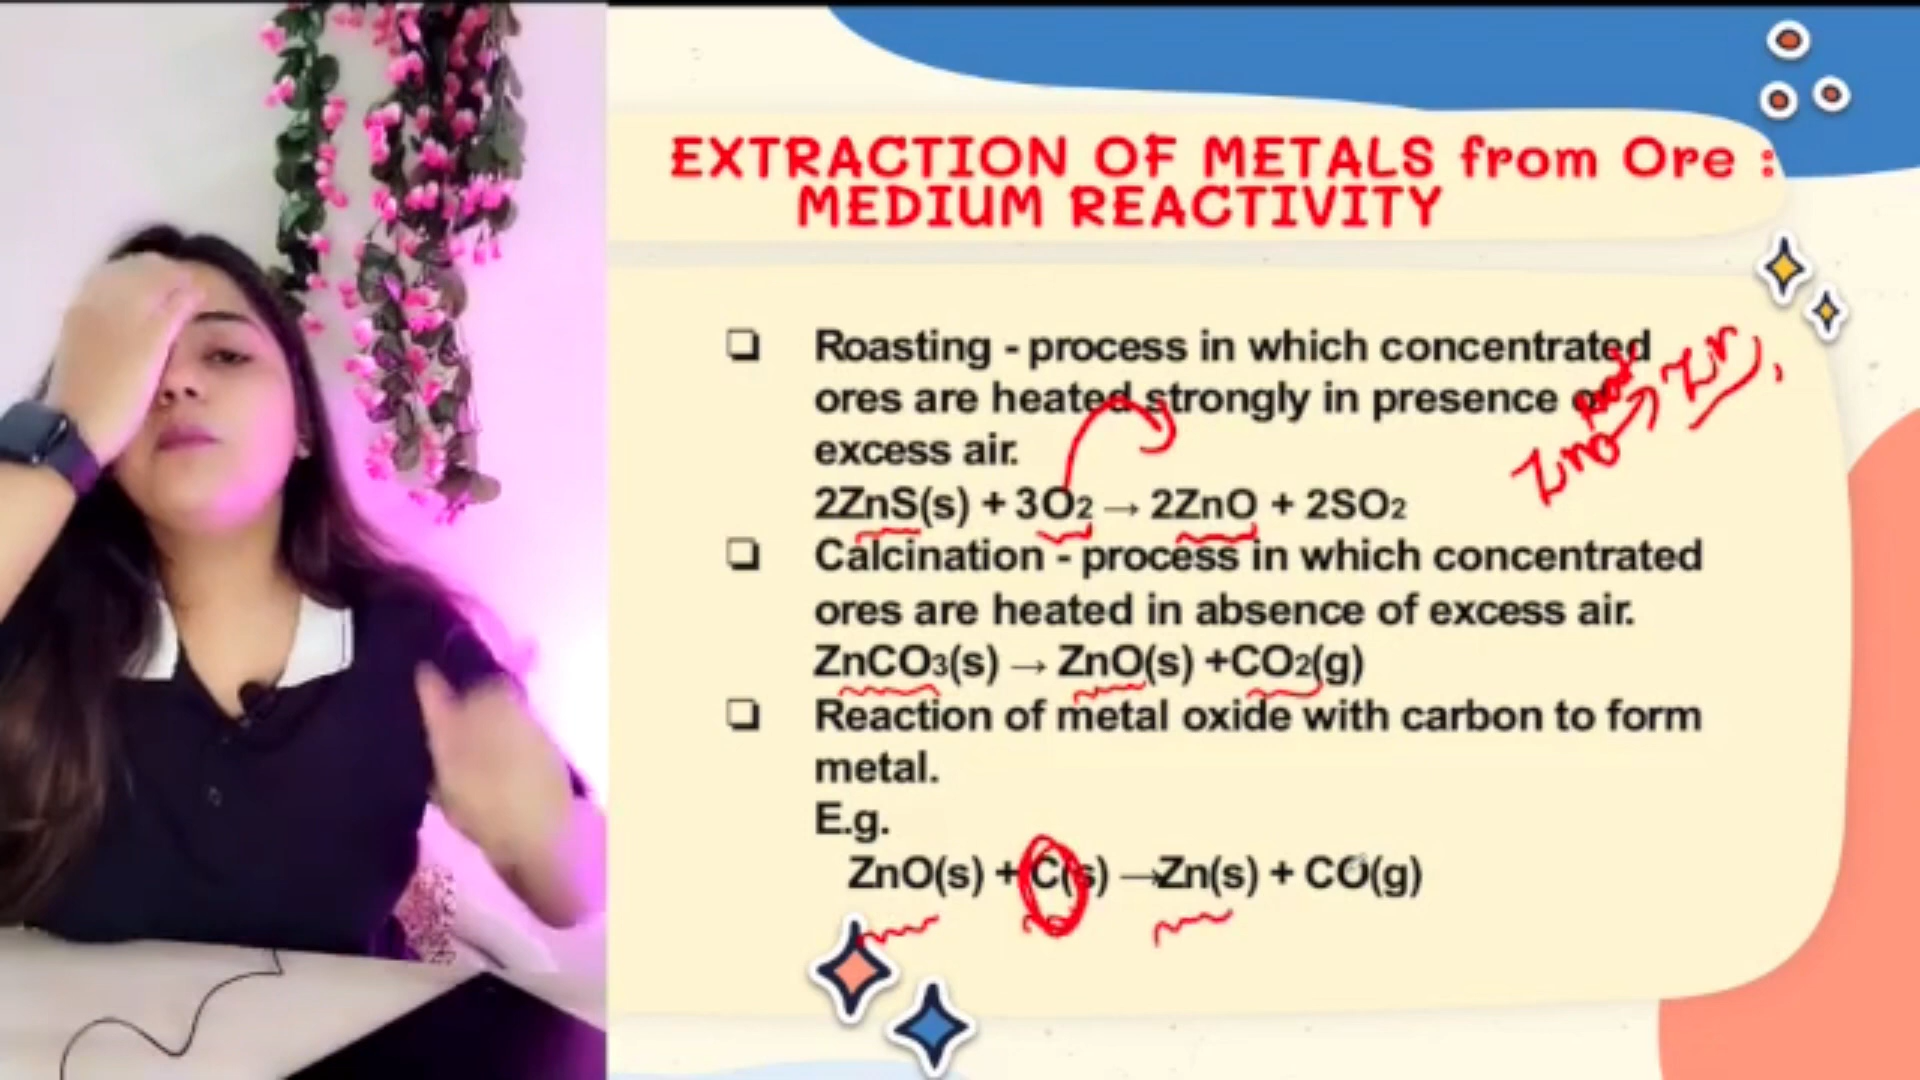 EXTRACTION OF METALS from Ore :
MEDIUM REACTIVITY
Roasting - process in which concentrated
ores are heated strongly in presence of
excess air.
2ZnS(s) + 3O2 → 2ZnO + 2SO2
Calcination - process in which concentrated
ores are heated in absence of excess air.
ZnCO3(s) → ZnO(s) +CO2(g)
Reaction of metal oxide with carbon to form
metal.
E.g.
ZnO(s) + C(s) →Zn(s) + CO(g)
ZnO → Zn,